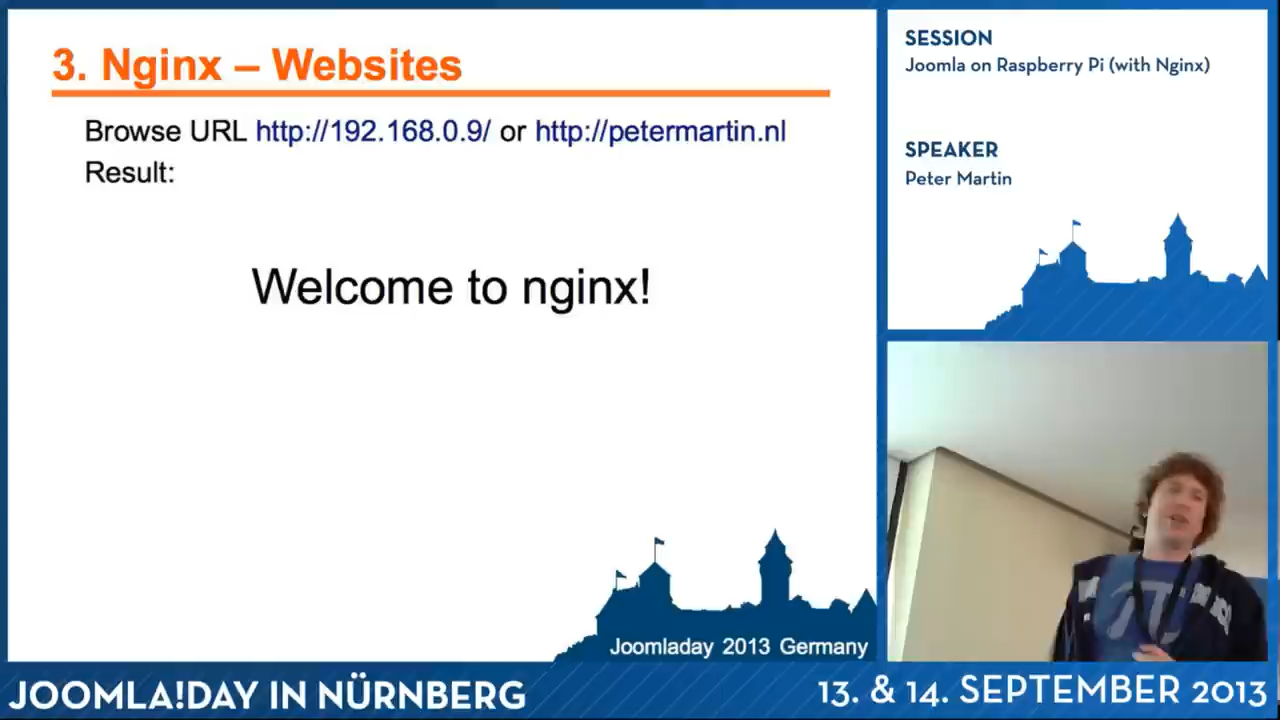 3. Nginx – Websites
Browse URL http://192.168.0.9/ or http://petermartin.nl
Result:
Welcome to nginx!
Joomladay 2013 Germany
SESSION
Joomla on Raspberry Pi (with Nginx)
SPEAKER
Peter Martin
π
JOOMLA!DAY IN NÜRNBERG
13. & 14. SEPTEMBER 2013